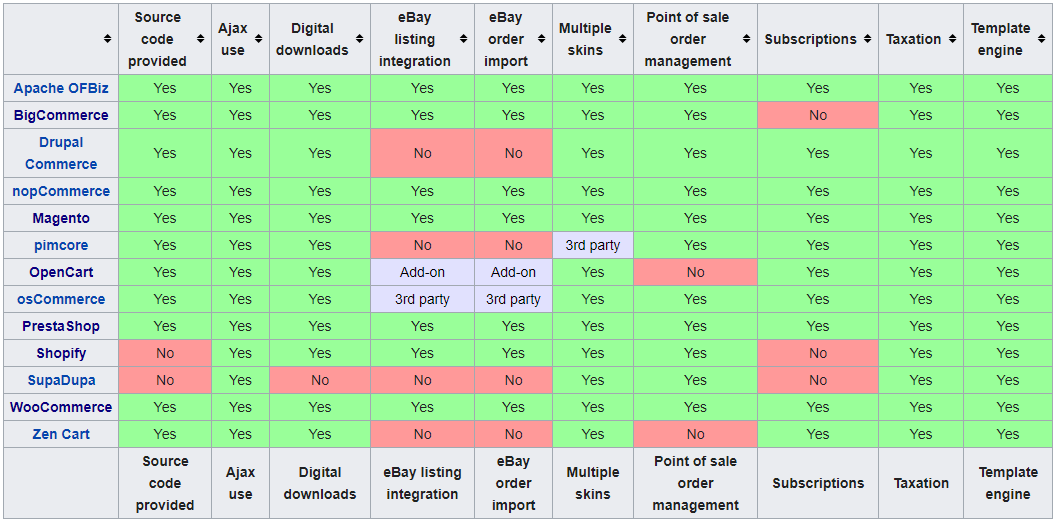 Source code provided Ajax use Digital downloads eBay listing integration eBay order import Multiple skins Point of sale order management Subscriptions Taxation Template engine
Apache OFBiz Yes Yes Yes Yes Yes Yes Yes Yes Yes Yes
BigCommerce Yes Yes Yes Yes Yes Yes Yes No Yes Yes
Drupal Commerce Yes Yes Yes No No Yes Yes Yes Yes Yes
nopCommerce Yes Yes Yes Yes Yes Yes Yes Yes Yes Yes
Magento Yes Yes Yes Yes Yes Yes Yes Yes Yes Yes
pimcore Yes Yes Yes No No 3rd party Yes Yes Yes Yes
OpenCart Yes Yes Yes Add-on Add-on Yes No Yes Yes Yes
osCommerce Yes Yes Yes 3rd party 3rd party Yes Yes Yes Yes Yes
PrestaShop Yes Yes Yes Yes Yes Yes Yes Yes Yes Yes
Shopify No Yes Yes Yes Yes Yes Yes No Yes Yes
SupaDupa No Yes No No No Yes Yes No Yes Yes
WooCommerce Yes Yes Yes Yes Yes Yes Yes Yes Yes Yes
Zen Cart Yes Yes Yes No No Yes No Yes Yes Yes
Source code provided Ajax use Digital downloads eBay listing integration eBay order import Multiple skins Point of sale order management Subscriptions Taxation Template engine